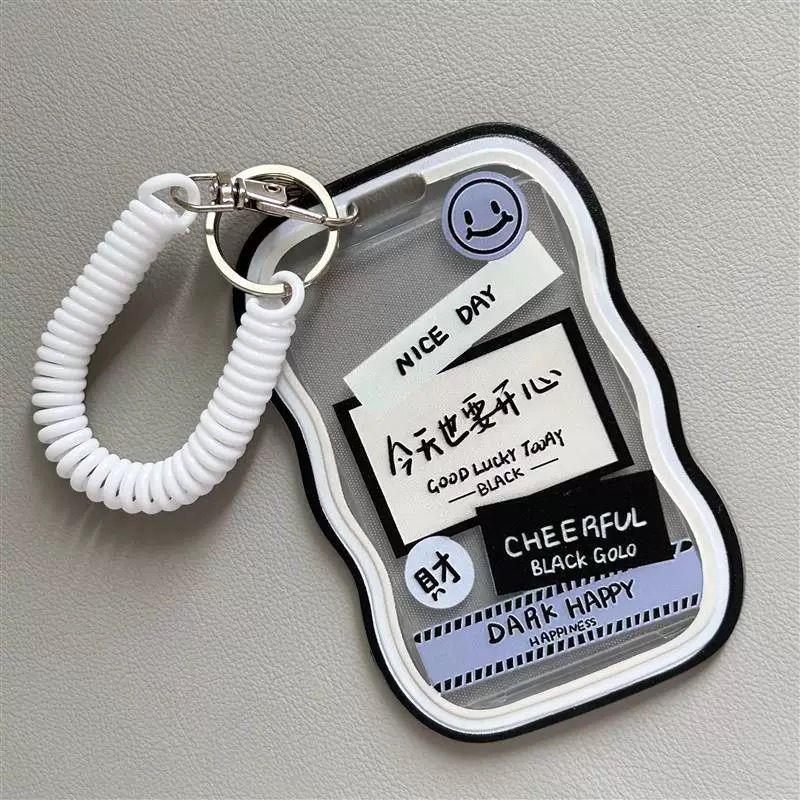 NICE DAY
今天也要开心
GOOD LUCKY TODAY
BLACK
CHEERFUL
BLACK GOLO
財
DARK HAPPY
HAPPINESS